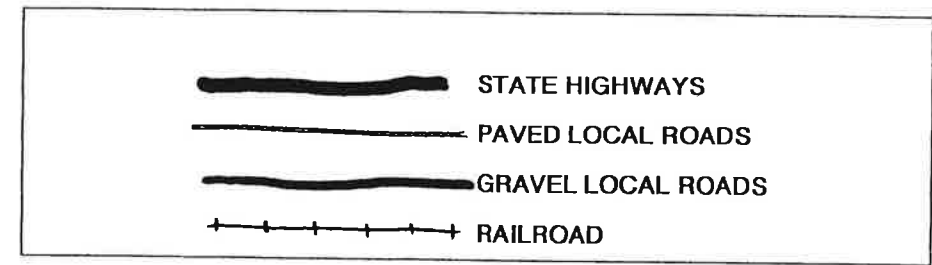 STATE HIGHWAYS
PAVED LOCAL ROADS
GRAVEL LOCAL ROADS
RAILROAD